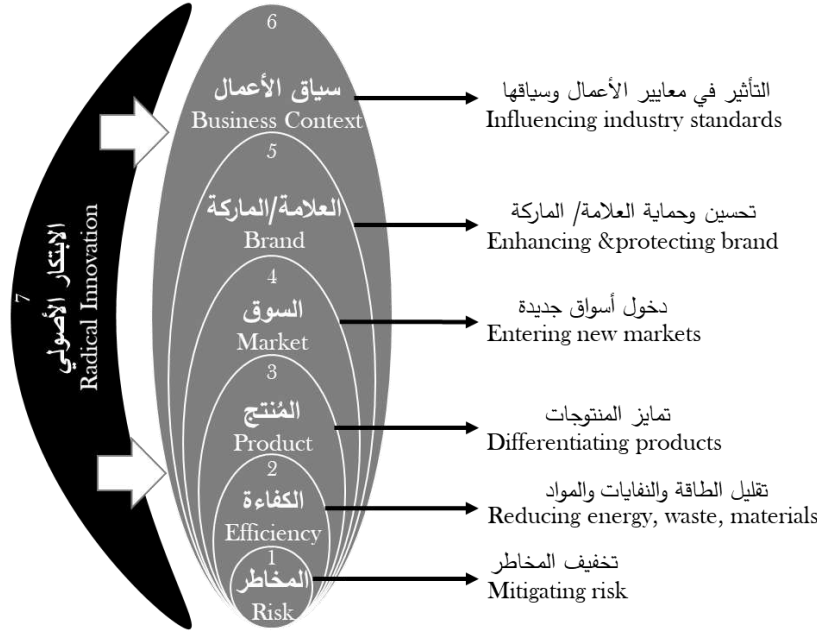 6
سياق الأعمال
Business Context
التأثير في معايير الأعمال وسياقها
Influencing industry standards
5
العلامة/الماركة
Brand
تحسين وحماية العلامة/ الماركة
Enhancing &protecting brand
4
السوق
Market
دخول أسواق جديدة
Entering new markets
3
المُنتج
Product
تمايز المنتوجات
Differentiating products
2
الكفاءة
Efficiency
تقليل الطاقة والنفايات والمواد
Reducing energy, waste, materials
1
المخاطر
Risk
تخفيف المخاطر
Mitigating risk
7
الابتكار الأصولي
Radical Innovation